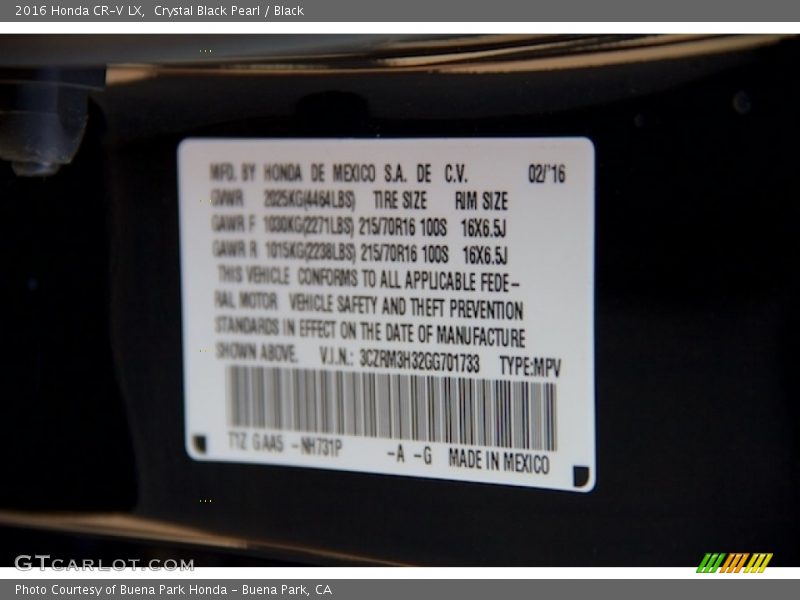 2016 Honda CR-V LX,  Crystal Black Pearl / Black
MFD. BY HONDA DE MEXICO S.A. DE C.V. 02/'16
GVWR 2025KG(4464LBS) TIRE SIZE RIM SIZE
GAWR F 1030KG(2271LBS) 215/70R16 100S 16X6.5J
GAWR R 1015KG(2238LBS) 215/70R16 100S 16X6.5J
THIS VEHICLE CONFORMS TO ALL APPLICABLE FEDE-
RAL MOTOR VEHICLE SAFETY AND THEFT PREVENTION
STANDARDS IN EFFECT ON THE DATE OF MANUFACTURE
SHOWN ABOVE. V.I.N.: 3CZRM3H32GG701733 TYPE:MPV
T1Z GAA5 -NH731P -A -G MADE IN MEXICO
GTCARLOT.COM
Photo Courtesy of Buena Park Honda - Buena Park, CA